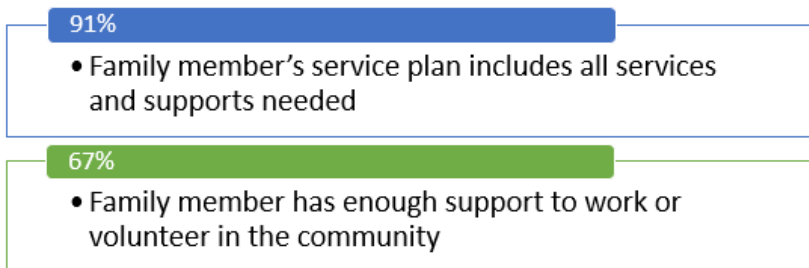 91%
• Family member’s service plan includes all services
and supports needed
67%
• Family member has enough support to work or
volunteer in the community